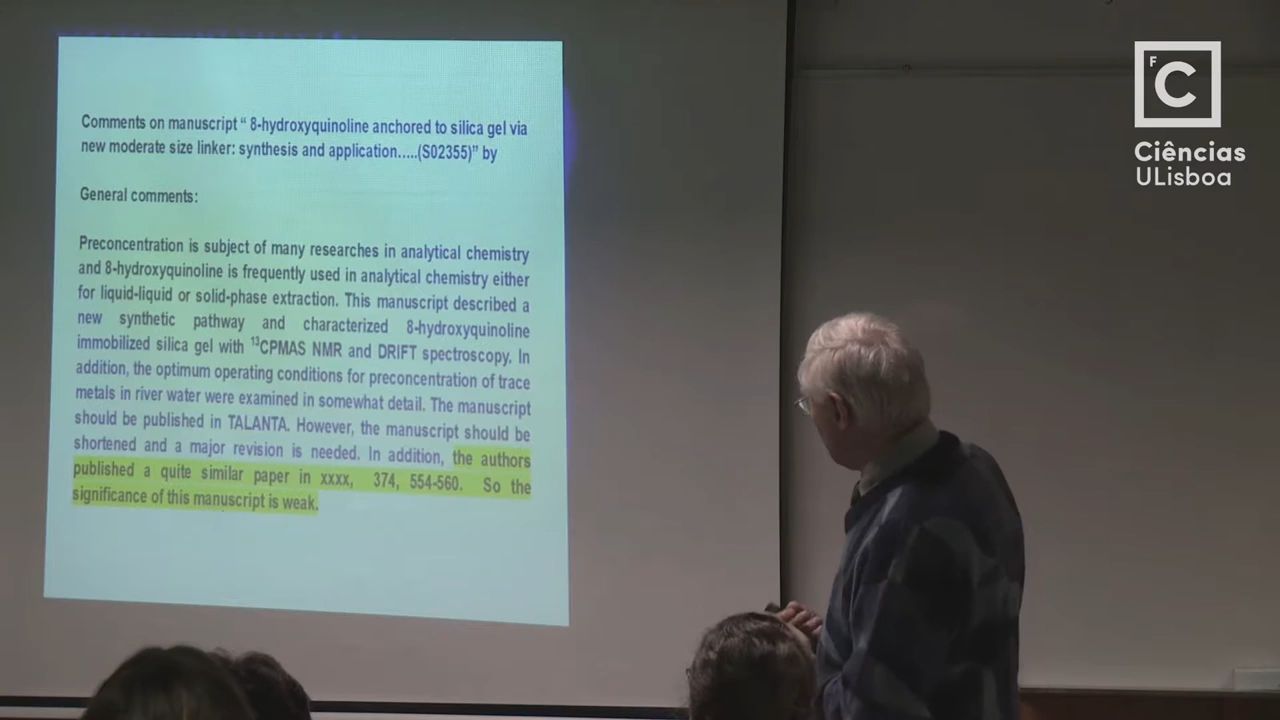 Comments on manuscript “ 8-hydroxyquinoline anchored to silica gel via
new moderate size linker: synthesis and application.....(S02355)” by
General comments:
Preconcentration is subject of many researches in analytical chemistry
and 8-hydroxyquinoline is frequently used in analytical chemistry either
for liquid-liquid or solid-phase extraction. This manuscript described a
new synthetic pathway and characterized 8-hydroxyquinoline
immobilized silica gel with ¹³CPMAS NMR and DRIFT spectroscopy. In
addition, the optimum operating conditions for preconcentration of trace
metals in river water were examined in somewhat detail. The manuscript
should be published in TALANTA. However, the manuscript should be
shortened and a major revision is needed. In addition, the authors
published a quite similar paper in xxxx, 374, 554-560. So the
significance of this manuscript is weak.
F
C
Ciências
ULisboa